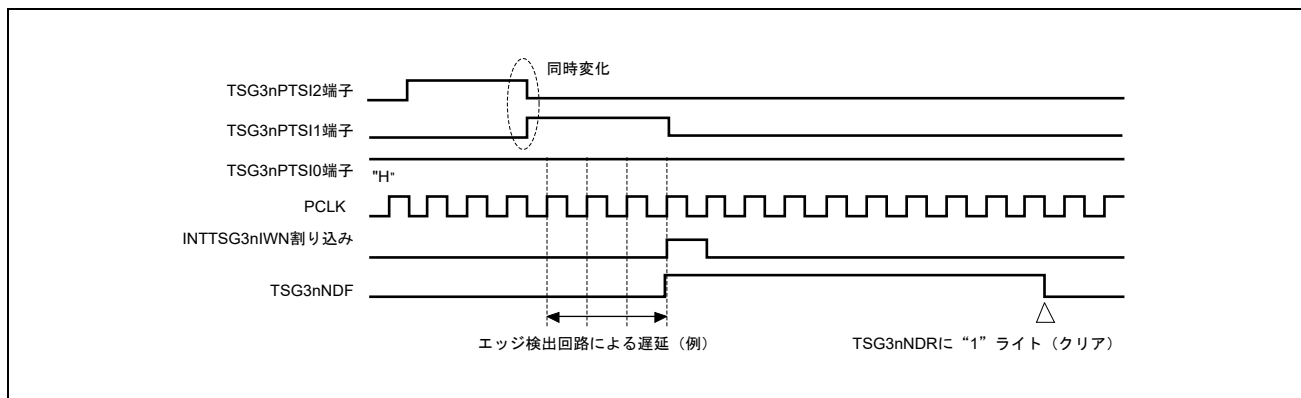 同時変化
TSG3nPTSI2端子
TSG3nPTSI1端子
TSG3nPTSI0端子
"H"
PCLK
INTTSG3nIWN割り込み
TSG3nNDF
エッジ検出回路による遅延（例）
TSG3nNDRに“1”ライト（クリア）